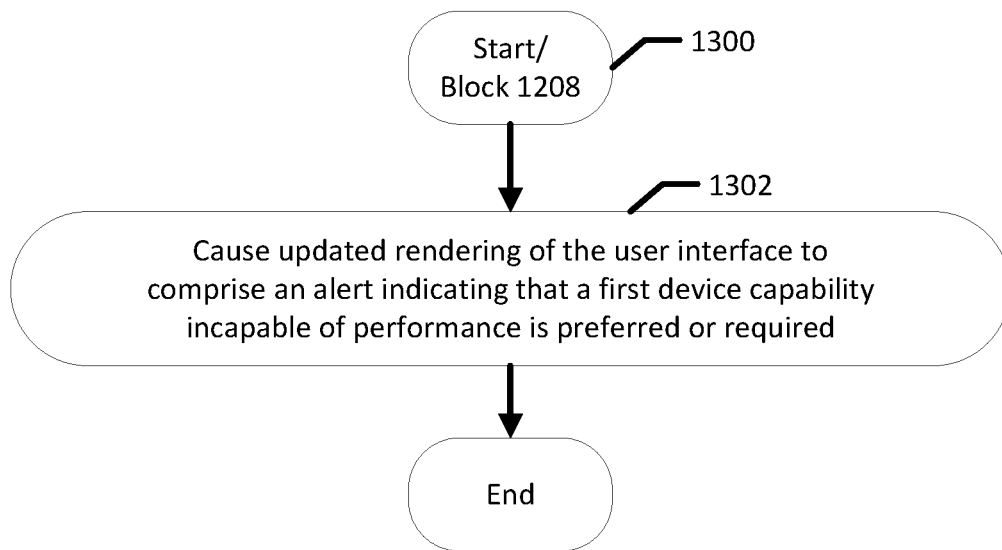 Start/
Block 1208
1300
1302
Cause updated rendering of the user interface to
comprise an alert indicating that a first device capability
incapable of performance is preferred or required
End